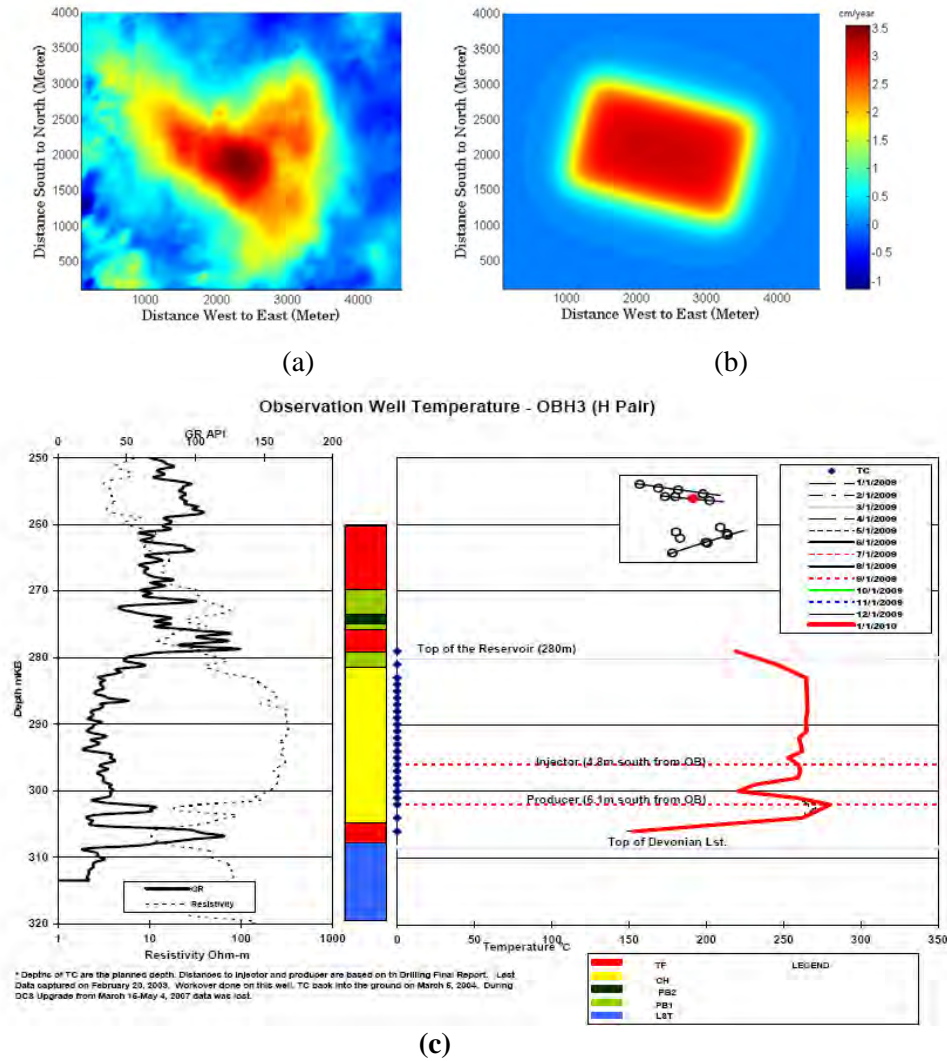 cm/year
4000
3500
3000
2500
2000
1500
1000
500
Distance South to North (Meter)
1000 2000 3000 4000
Distance West to East (Meter)
4000
3500
3000
2500
2000
1500
1000
500
Distance South to North (Meter)
1000 2000 3000 4000
Distance West to East (Meter)
3.5
3
2.5
2
1.5
1
0.5
0
-0.5
-1
(a) (b)
Observation Well Temperature - OBH3 (H Pair)
GR API
0 50 100 150 200
250
260
270
280
290
300
310
320
Depth mKB
GR
Resistivity
1 10 100 1000
Resistivity Ohm-m
TC
1/1/2009
2/1/2009
3/1/2009
4/1/2009
5/1/2009
6/1/2009
7/1/2009
8/1/2009
9/1/2009
10/1/2009
11/1/2009
12/1/2009
1/1/2010
Top of the Reservoir (280m)
Injector (4.8m south from OB)
Producer (6.1m south from OB)
Top of Devonian Lst.
0 50 100 150 200 250 300 350
Temperature °C
LEGEND
TF
CH
PB2
PB1
LST
* Depths of TC are the planned depth. Distances to injector and producer are based on th Drilling Final Report. Last
Data captured on February 20, 2003. Workover done on this well. TC back into the ground on March 5, 2004. During
DCS Upgrade from March 16-May 4, 2007 data was lost.
(c)